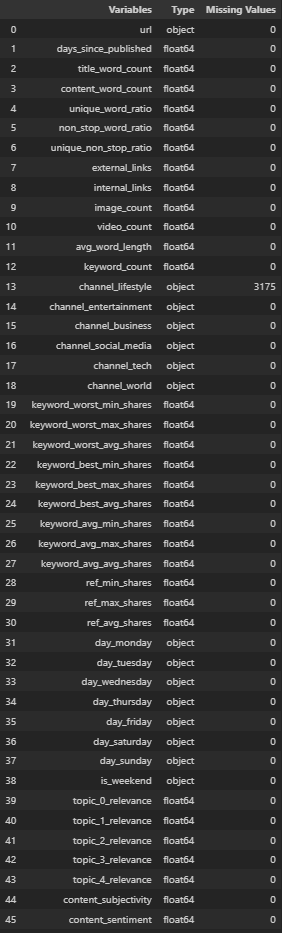 Variables Type Missing Values
0 url object 0
1 days_since_published float64 0
2 title_word_count float64 0
3 content_word_count float64 0
4 unique_word_ratio float64 0
5 non_stop_word_ratio float64 0
6 unique_non_stop_ratio float64 0
7 external_links float64 0
8 internal_links float64 0
9 image_count float64 0
10 video_count float64 0
11 avg_word_length float64 0
12 keyword_count float64 0
13 channel_lifestyle object 3175
14 channel_entertainment object 0
15 channel_business object 0
16 channel_social_media object 0
17 channel_tech object 0
18 channel_world object 0
19 keyword_worst_min_shares float64 0
20 keyword_worst_max_shares float64 0
21 keyword_worst_avg_shares float64 0
22 keyword_best_min_shares float64 0
23 keyword_best_max_shares float64 0
24 keyword_best_avg_shares float64 0
25 keyword_avg_min_shares float64 0
26 keyword_avg_max_shares float64 0
27 keyword_avg_avg_shares float64 0
28 ref_min_shares float64 0
29 ref_max_shares float64 0
30 ref_avg_shares float64 0
31 day_monday object 0
32 day_tuesday object 0
33 day_wednesday object 0
34 day_thursday object 0
35 day_friday object 0
36 day_saturday object 0
37 day_sunday object 0
38 is_weekend object 0
39 topic_0_relevance float64 0
40 topic_1_relevance float64 0
41 topic_2_relevance float64 0
42 topic_3_relevance float64 0
43 topic_4_relevance float64 0
44 content_subjectivity float64 0
45 content_sentiment float64 0